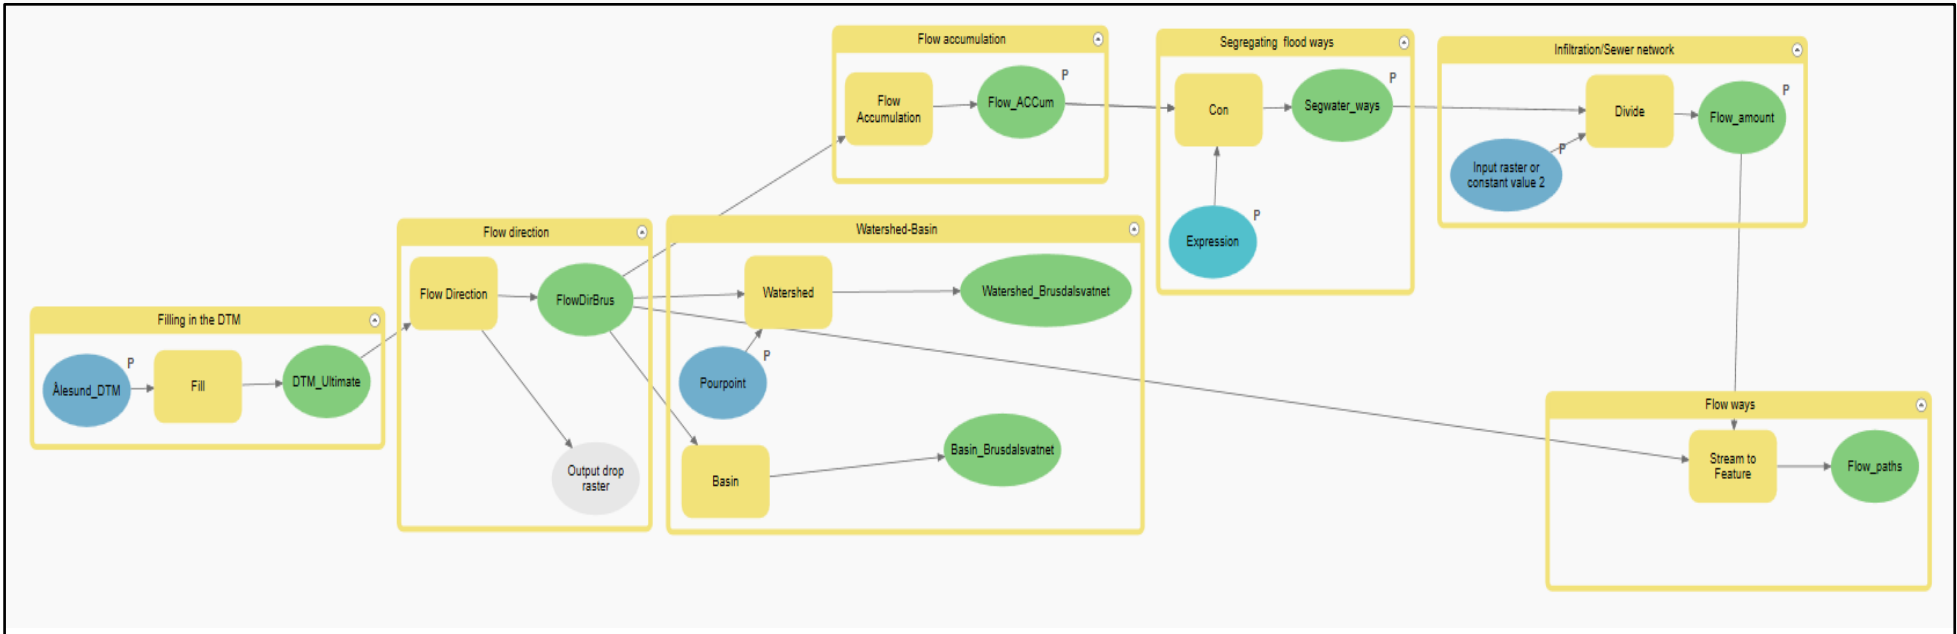 Flow accumulation
Flow
Accumulation
Flow_ACCum
P
Segregating flood ways
Con
Segwater_ways
P
Expression
P
Infiltration/Sewer network
Divide
Flow_amount
P
Input raster or
constant value 2
P
Flow direction
Flow Direction
FlowDirBrus
Output drop
raster
Watershed-Basin
Watershed
Watershed_Brusdalsvatnet
Pourpoint
P
Basin
Basin_Brusdalsvatnet
Filling in the DTM
Ålesund_DTM
P
Fill
DTM_Ultimate
Flow ways
Stream to
Feature
Flow_paths